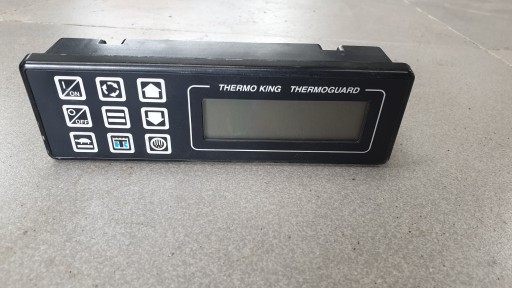 THERMO KING THERMOGUARD
I/ON
O/OFF